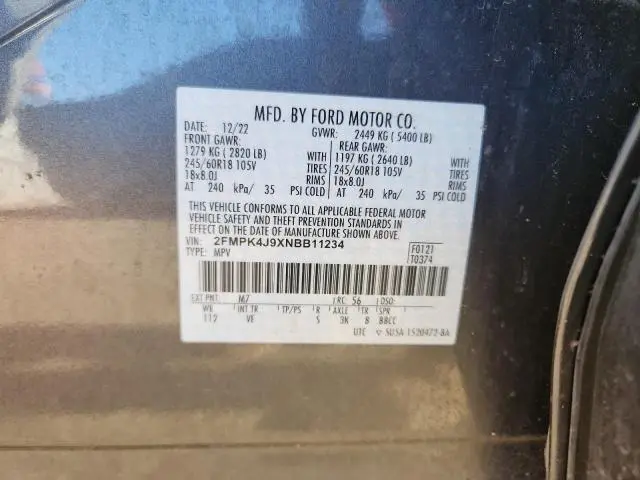 MFD. BY FORD MOTOR CO.
DATE: 12/22 GVWR: 2449 KG ( 5400 LB)
FRONT GAWR: REAR GAWR:
1279 KG ( 2820 LB) WITH 1197 KG ( 2640 LB) WITH
245/60R18 105V TIRES 245/60R18 105V TIRES
18x8.0J RIMS 18x8.0J RIMS
AT 240 kPa/ 35 PSI COLD AT 240 kPa/ 35 PSI COLD
THIS VEHICLE CONFORMS TO ALL APPLICABLE FEDERAL MOTOR
VEHICLE SAFETY AND THEFT PREVENTION STANDARDS IN
EFFECT ON THE DATE OF MANUFACTURE SHOWN ABOVE.
VIN: 2FMPK4J9XNBB11234 F0121
TYPE: MPV T0374
EXT PNT: M7 RC: 56 DSO:
WB INT TR TP/PS R AXLE TR SPR
112 VE 5 3K 8 BBCC
UTC ▽ SU5A-1520472-BA